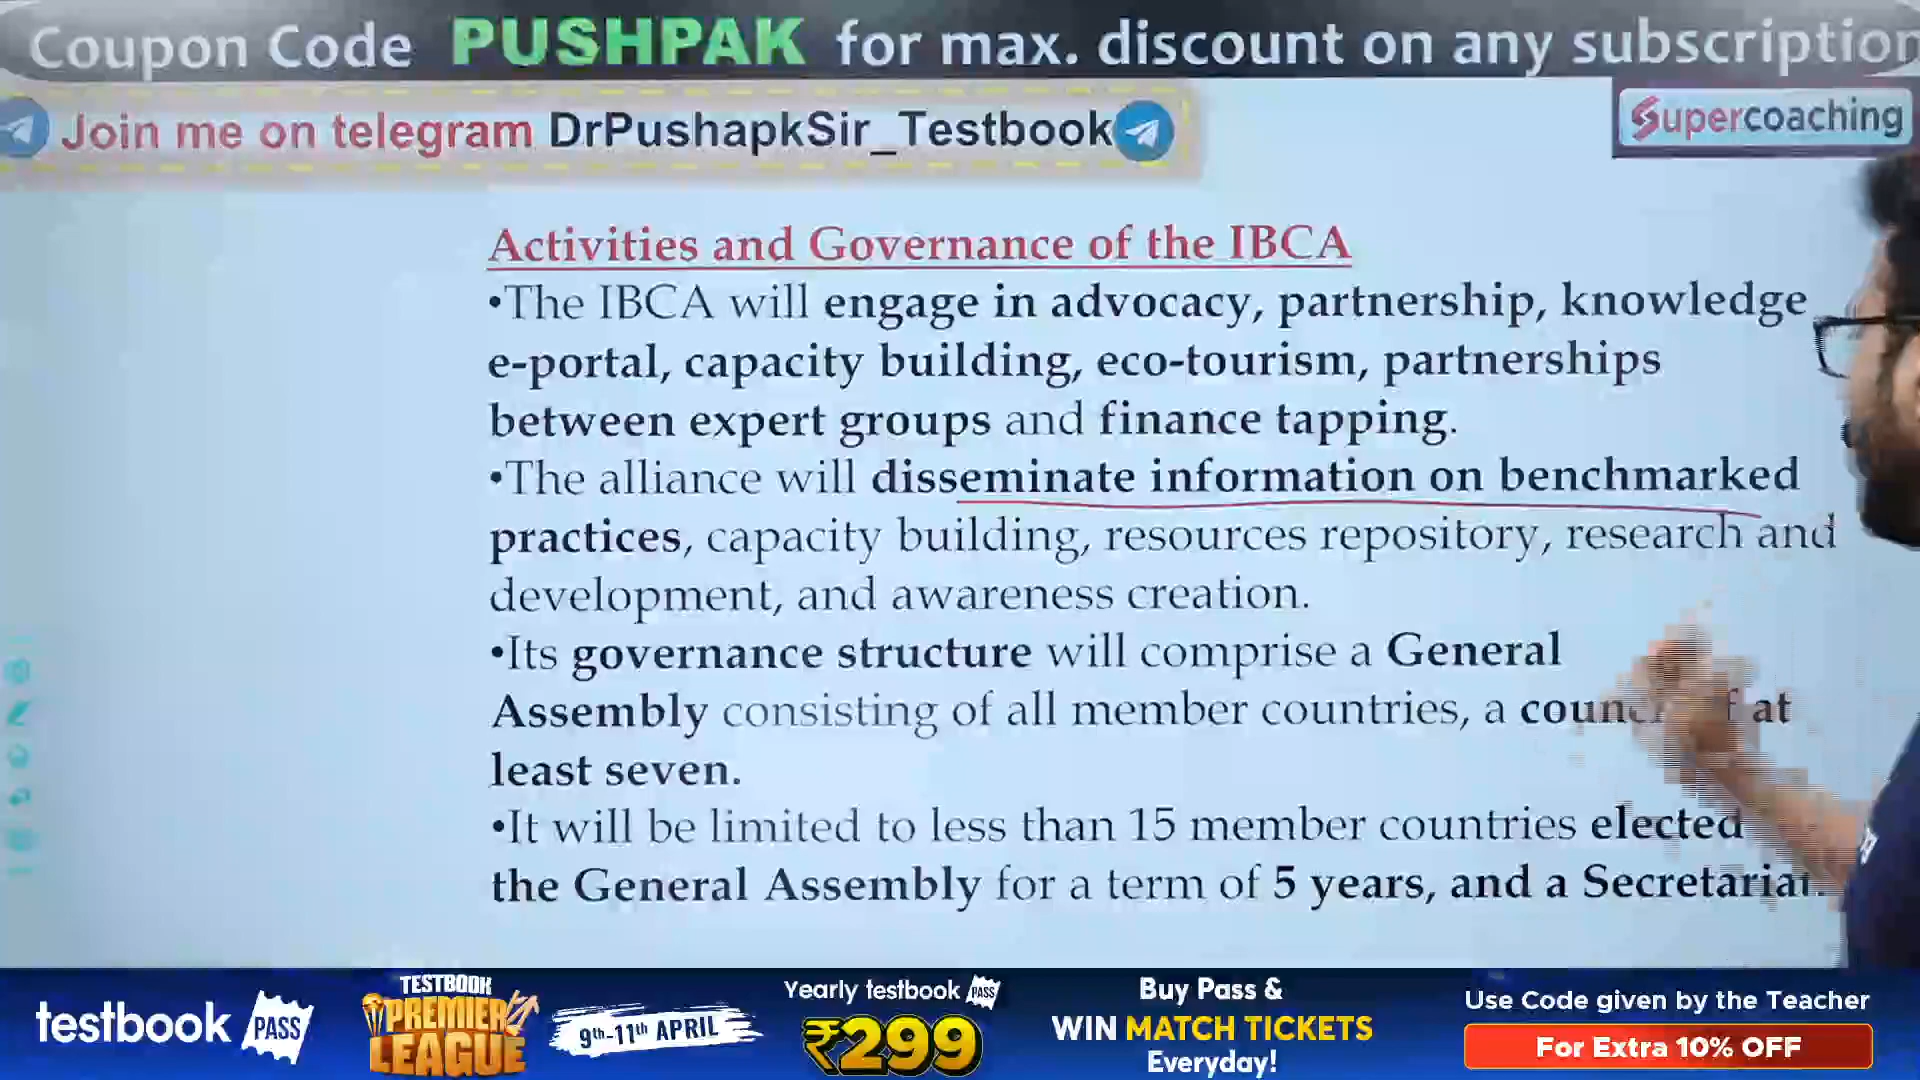 Coupon Code PUSHPAK for max. discount on any subscription
Join me on telegram DrPushapkSir_Testbook
Supercoaching
Activities and Governance of the IBCA
•The IBCA will engage in advocacy, partnership, knowledge
e-portal, capacity building, eco-tourism, partnerships
between expert groups and finance tapping.
•The alliance will disseminate information on benchmarked
practices, capacity building, resources repository, research and
development, and awareness creation.
•Its governance structure will comprise a General
Assembly consisting of all member countries, a at
least seven.
•It will be limited to less than 15 member countries elected
the General Assembly for a term of 5 years, and a Secretariat.
testbook PASS
TESTBOOK
PREMIER
LEAGUE
9th-11th APRIL
Yearly testbook PASS
₹299
Buy Pass &
WIN MATCH TICKETS
Everyday!
Use Code given by the Teacher
For Extra 10% OFF